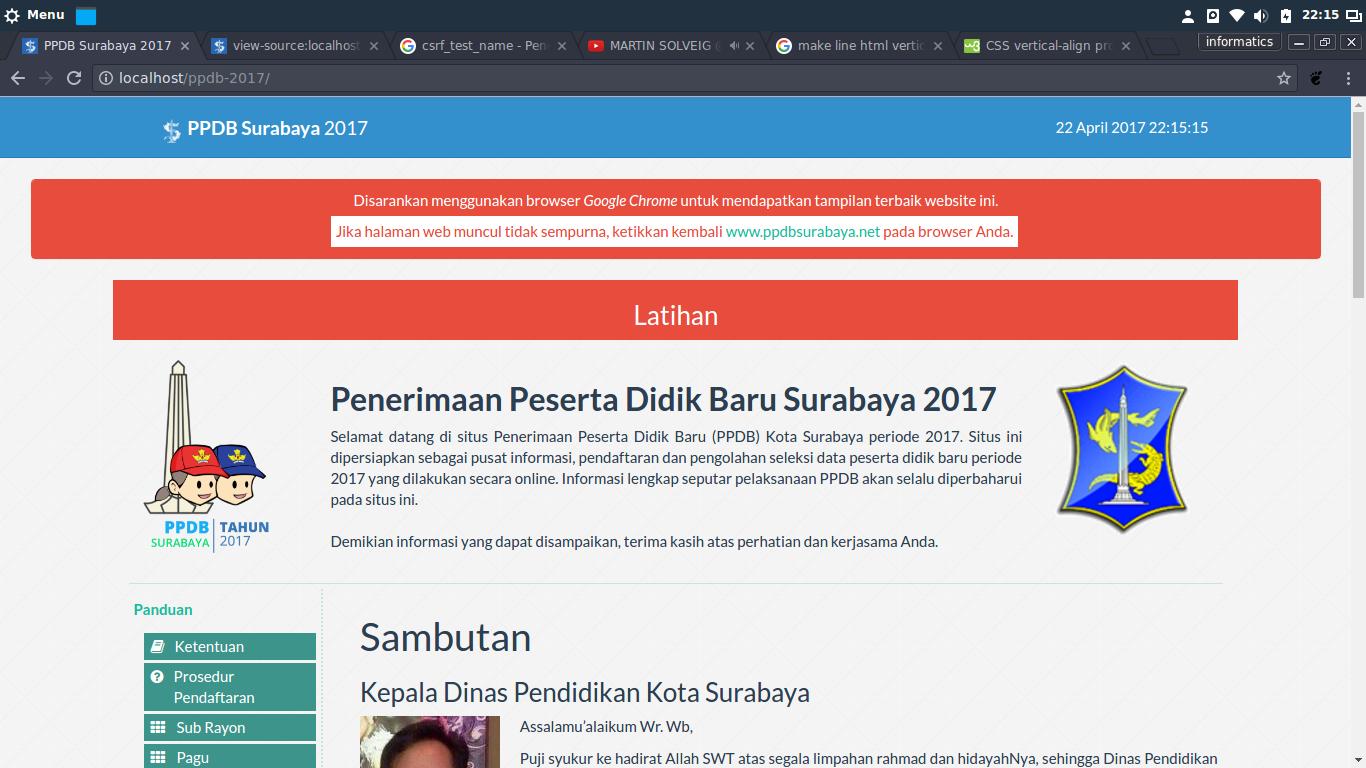 Menu
22:15
PPDB Surabaya 2017
view-source:localhost
csrf_test_name - Pen
MARTIN SOLVEIG
make line html vertic
CSS vertical-align pro
informatics
localhost/ppdb-2017/
PPDB Surabaya 2017
22 April 2017 22:15:15
Disarankan menggunakan browser Google Chrome untuk mendapatkan tampilan terbaik website ini.
Jika halaman web muncul tidak sempurna, ketikkan kembali www.ppdbsurabaya.net pada browser Anda.
Latihan
Penerimaan Peserta Didik Baru Surabaya 2017
Selamat datang di situs Penerimaan Peserta Didik Baru (PPDB) Kota Surabaya periode 2017. Situs ini
dipersiapkan sebagai pusat informasi, pendaftaran dan pengolahan seleksi data peserta didik baru periode
2017 yang dilakukan secara online. Informasi lengkap seputar pelaksanaan PPDB akan selalu diperbaharui
pada situs ini.
Demikian informasi yang dapat disampaikan, terima kasih atas perhatian dan kerjasama Anda.
PPDB TAHUN
SURABAYA 2017
Panduan
Ketentuan
Prosedur
Pendaftaran
Sub Rayon
Pagu
Sambutan
Kepala Dinas Pendidikan Kota Surabaya
Assalamu’alaikum Wr. Wb,
Puji syukur ke hadirat Allah SWT atas segala limpahan rahmad dan hidayahNya, sehingga Dinas Pendidikan